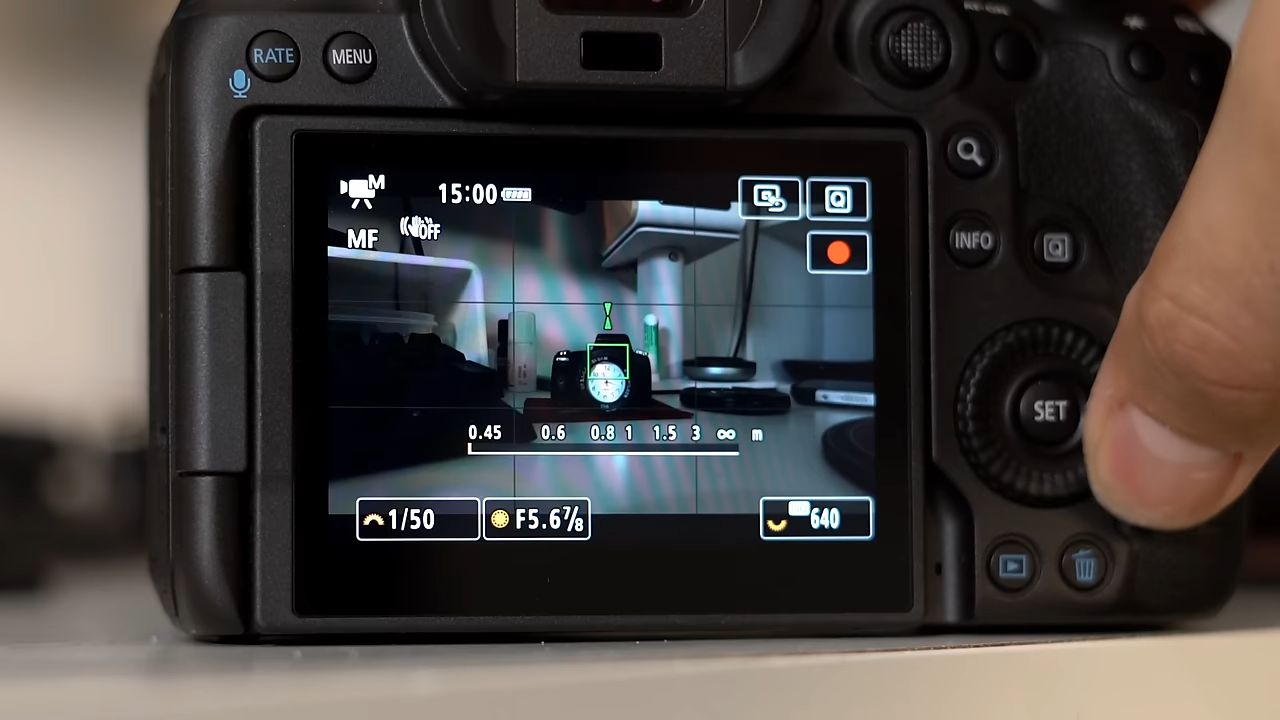 RATE
MENU
M
15:00
Q
MF
OFF
INFO
Q
0.45 0.6 0.8 1 1.5 3 ∞ m
SET
1/50
F5.6⅞
640